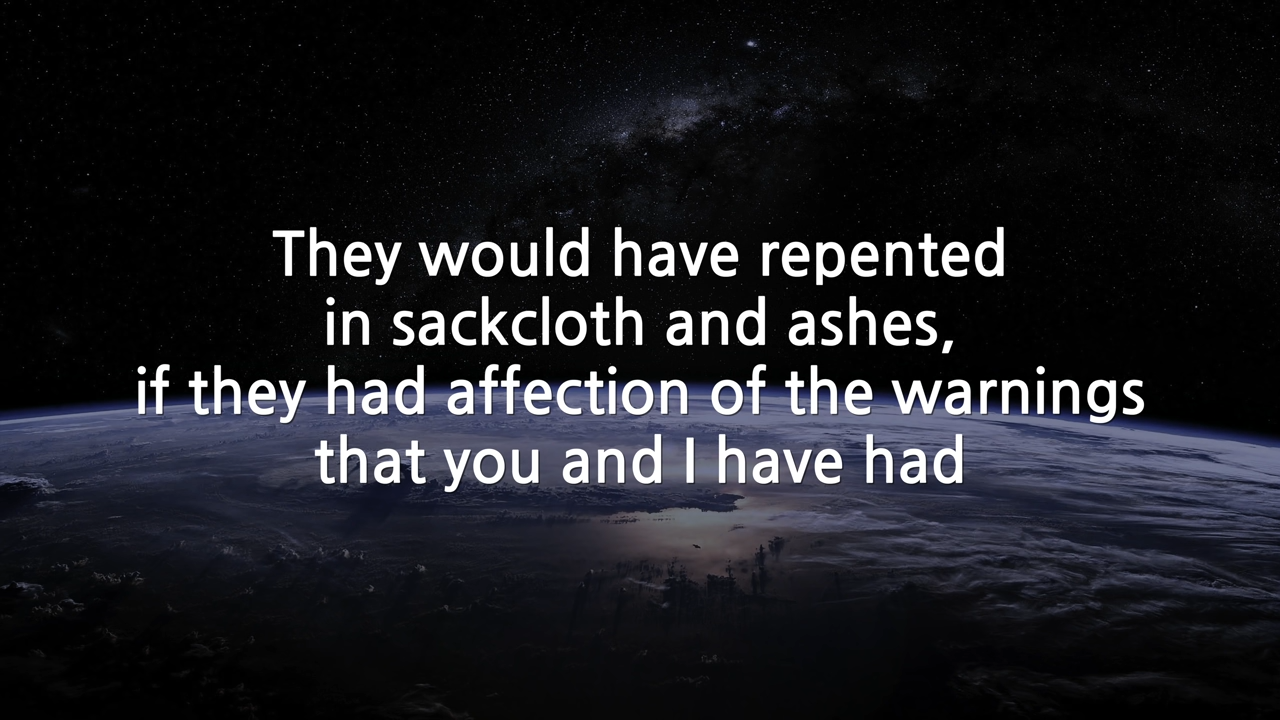 They would have repented
in sackcloth and ashes,
if they had affection of the warnings
that you and I have had